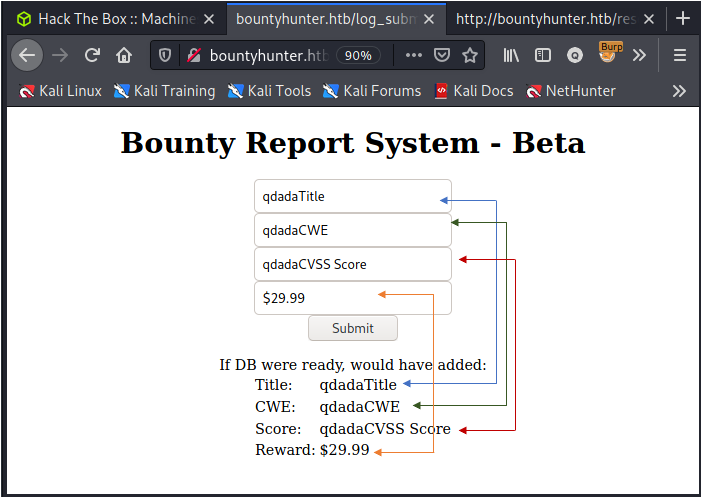 Hack The Box :: Machine
bountyhunter.htb/log_subm
http://bountyhunter.htb/res
bountyhunter.htb
90%
Burp
Kali Linux
Kali Training
Kali Tools
Kali Forums
Kali Docs
NetHunter
Bounty Report System - Beta
qdadaTitle
qdadaCWE
qdadaCVSS Score
$29.99
Submit
If DB were ready, would have added:
Title: qdadaTitle
CWE: qdadaCWE
Score: qdadaCVSS Score
Reward: $29.99